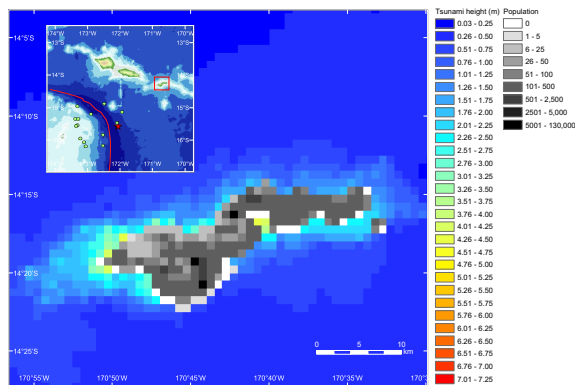 Tsunami height (m) Population
0.03 - 0.25 0
0.26 - 0.50 1 - 5
0.51 - 0.75 6 - 25
0.76 - 1.00 26 - 50
1.01 - 1.25 51 - 100
1.26 - 1.50 101- 500
1.51 - 1.75 501 - 2,500
1.76 - 2.00 2501 - 5,000
2.01 - 2.25 5001 - 130,000
2.26 - 2.50
2.51 - 2.75
2.76 - 3.00
3.01 - 3.25
3.26 - 3.50
3.51 - 3.75
3.76 - 4.00
4.01 - 4.25
4.26 - 4.50
4.51 - 4.75
4.76 - 5.00
5.01 - 5.25
5.26 - 5.50
5.51 - 5.75
5.76 - 6.00
6.01 - 6.25
6.26 - 6.50
6.51 - 6.75
6.76 - 7.00
7.01 - 7.25
14°5'S
14°10'S
14°15'S
14°20'S
14°25'S
174°W 173°W 172°W 171°W 170°W
13°S 13°S
14°S 14°S
15°S 15°S
16°S 16°S
173°W 172°W 171°W 170°W
0 5 10
km
170°55'W 170°50'W 170°45'W 170°40'W 170°35'W